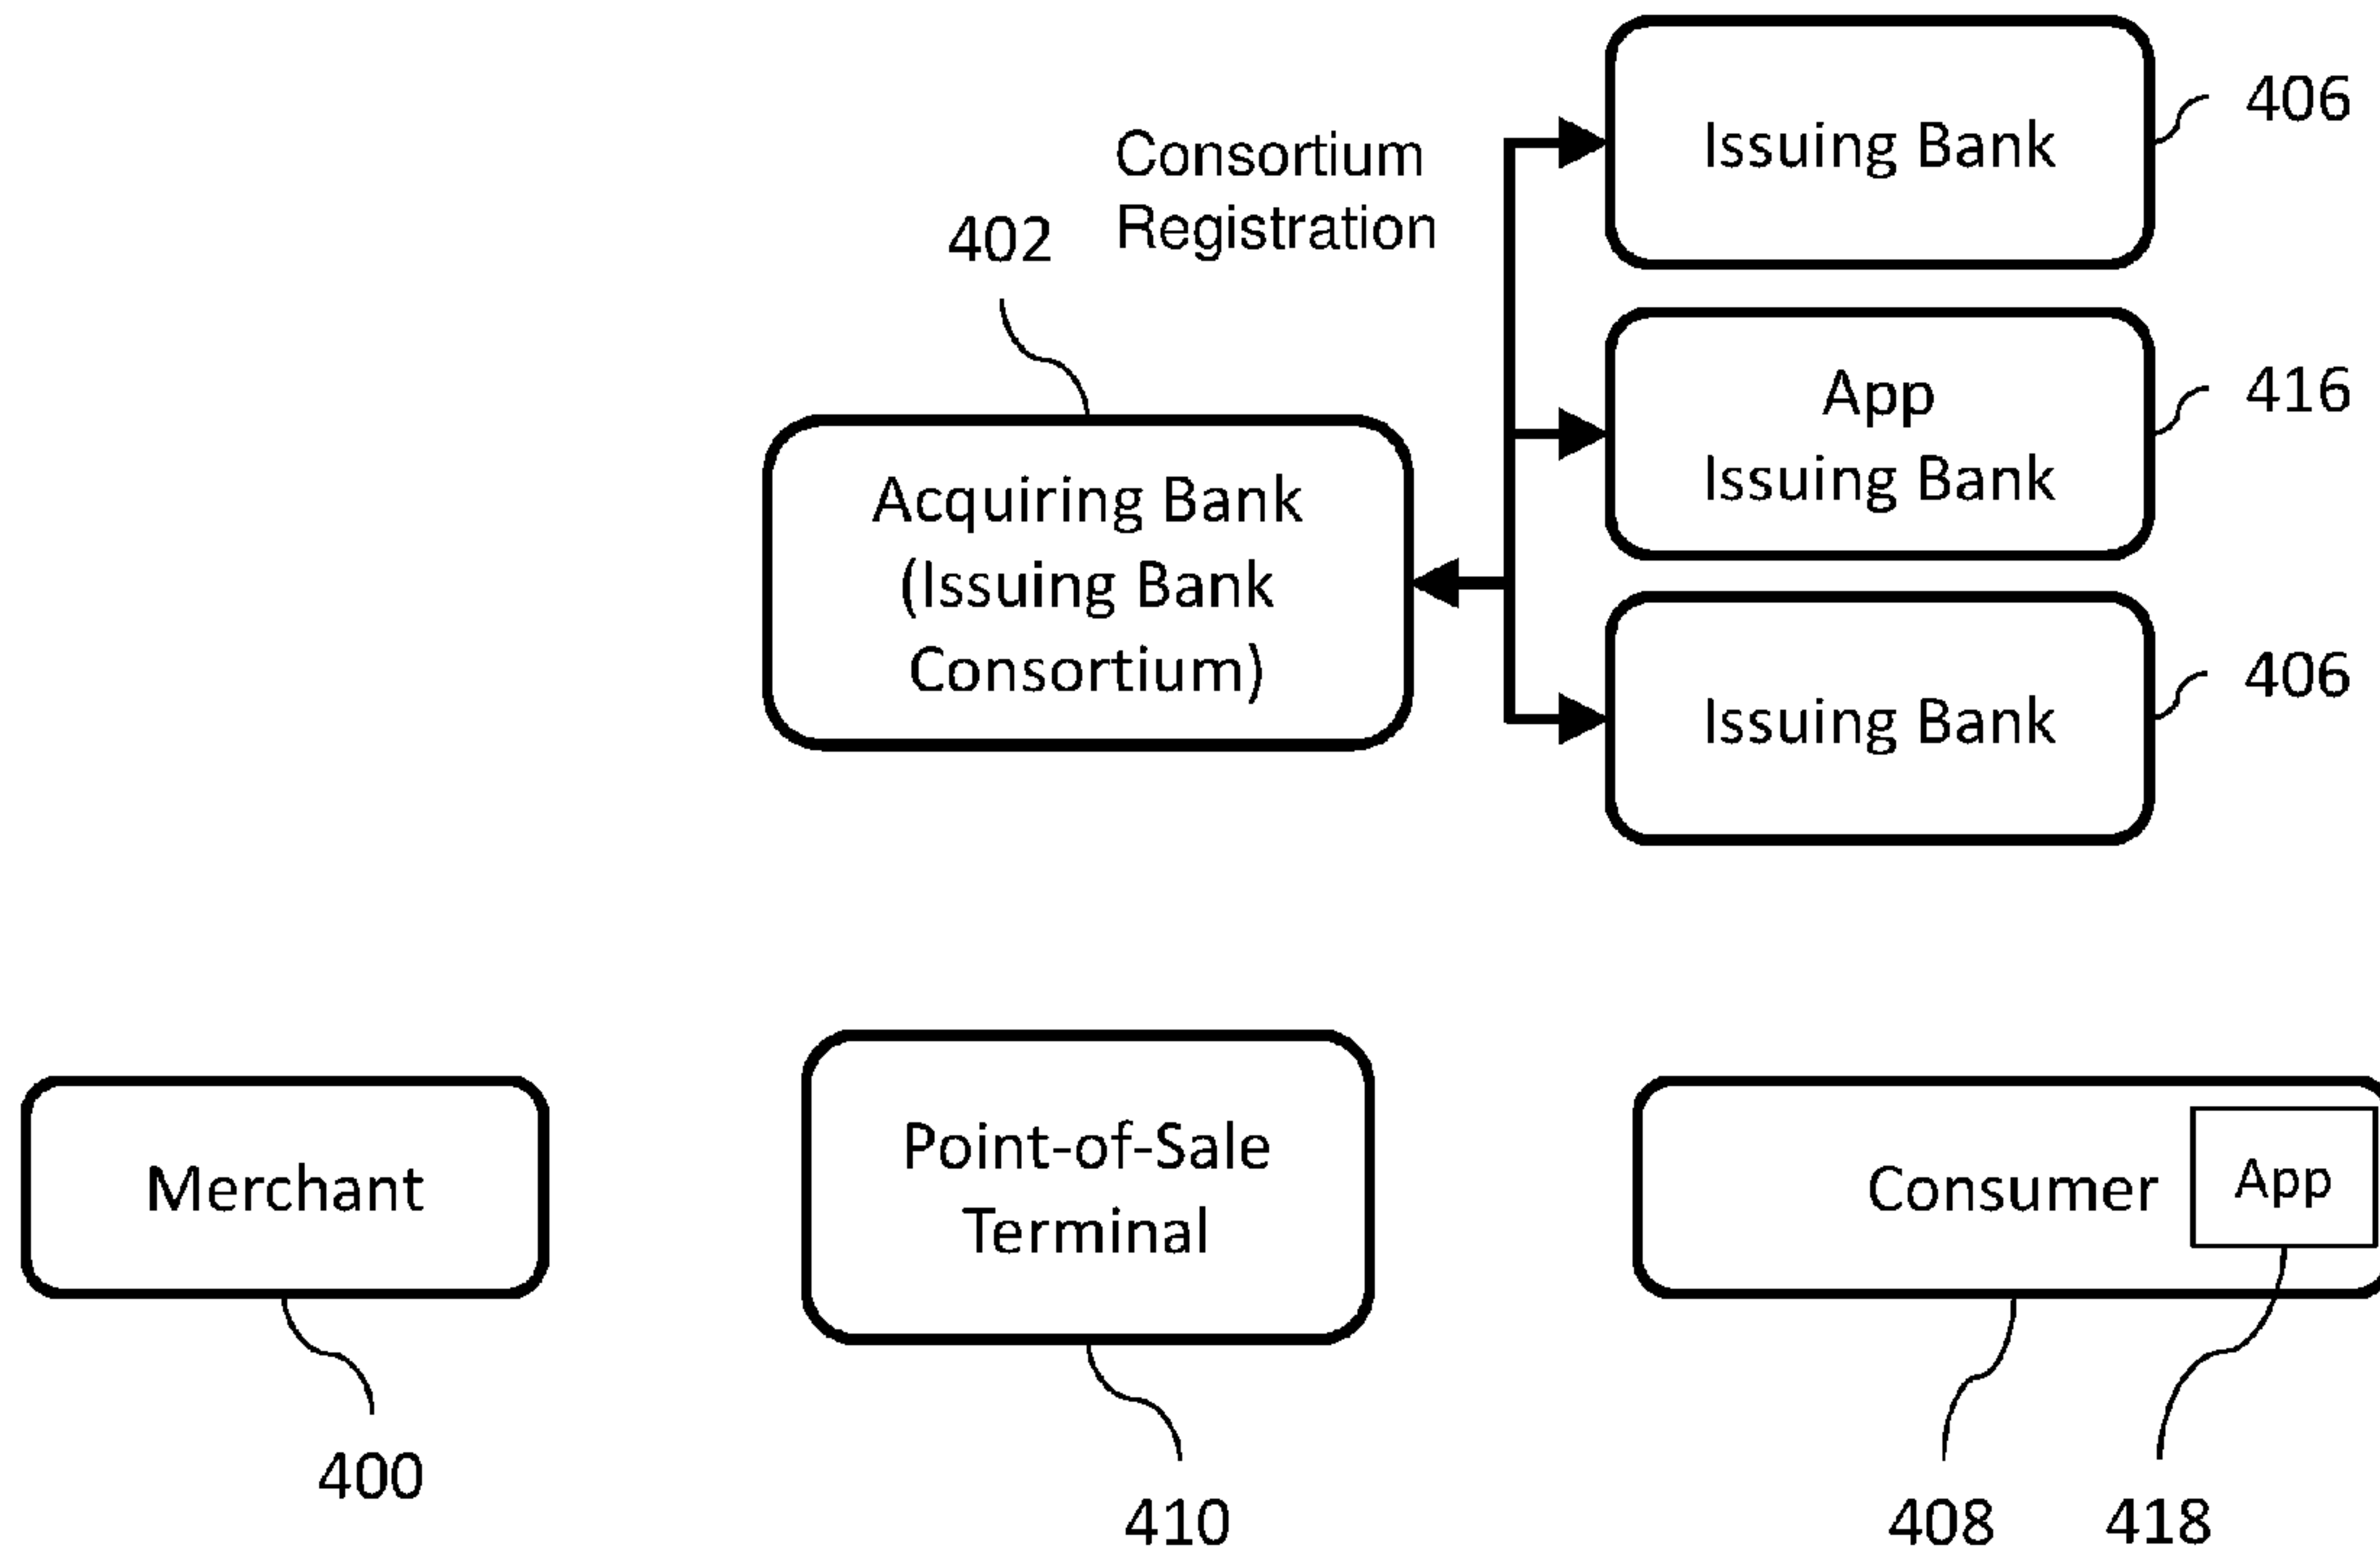 406
Issuing Bank
Consortium
Registration
402
416
App
Issuing Bank
Acquiring Bank
(Issuing Bank
Consortium)
406
Issuing Bank
Merchant
Point-of-Sale
Terminal
Consumer
App
400
410
408
418